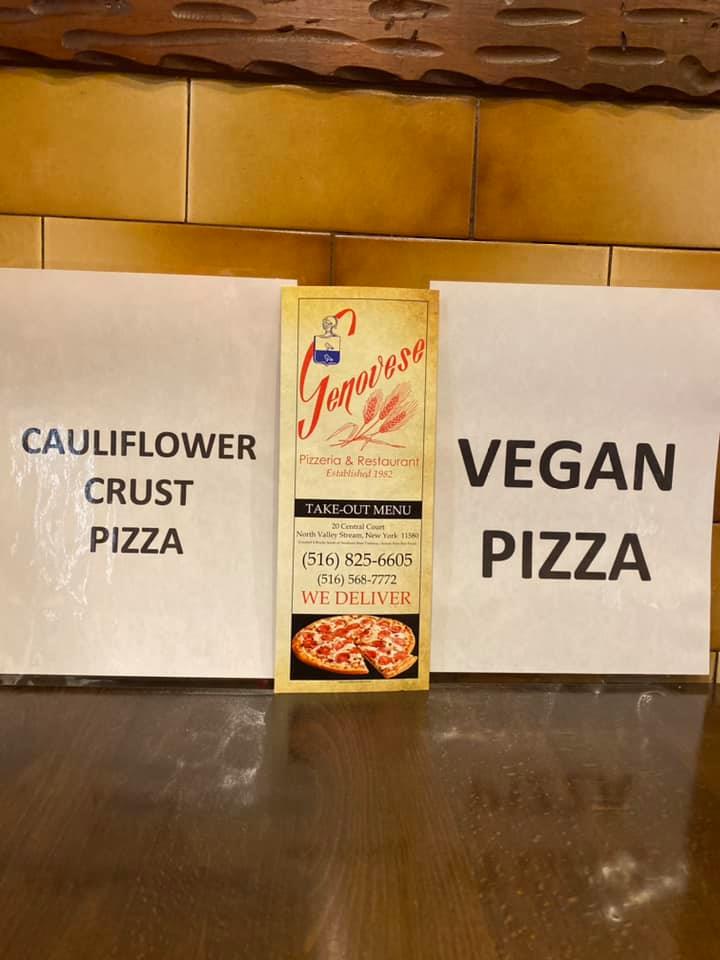 CAULIFLOWER
CRUST
PIZZA
Genovese
Pizzeria & Restaurant
Established 1982
TAKE-OUT MENU
20 Central Court
North Valley Stream, New York 11580
(516) 825-6605
(516) 568-7772
WE DELIVER
VEGAN
PIZZA